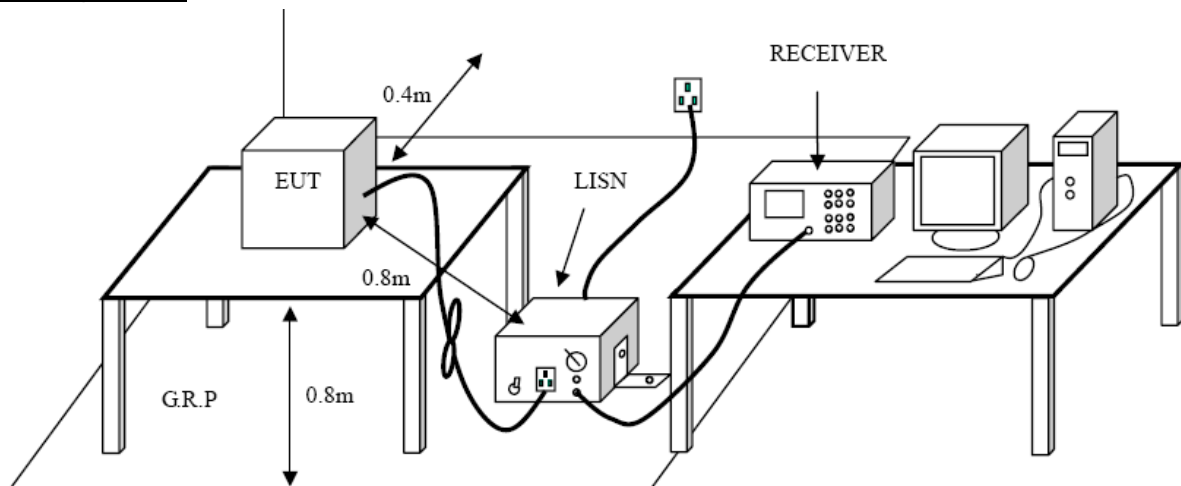 RECEIVER
0.4m
EUT
LISN
0.8m
G.R.P
0.8m